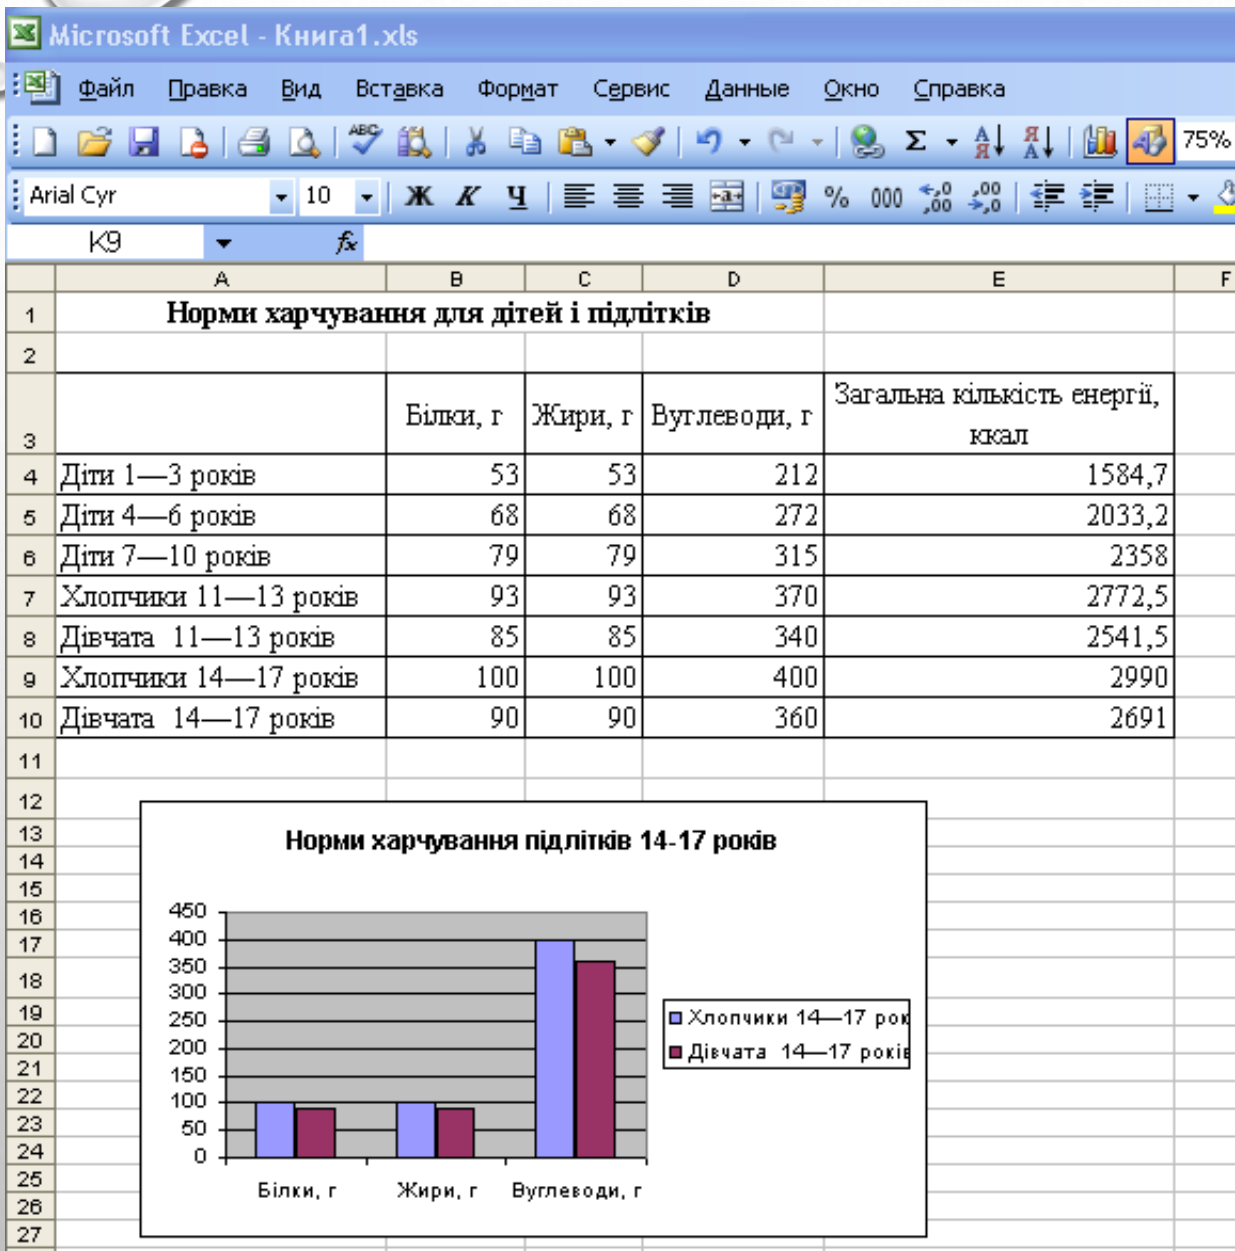 Microsoft Excel - Книга1.xls
Файл Правка Вид Вставка Формат Сервис Данные Окно Справка
75%
Arial Cyr 10 Ж К Ч % 000
K9 fx
A B C D E F
1 Норми харчування для дітей і підлітків
2
3 Білки, г Жири, г Вуглеводи, г Загальна кількість енергії,
ккал
4 Діти 1—3 років 53 53 212 1584,7
5 Діти 4—6 років 68 68 272 2033,2
6 Діти 7—10 років 79 79 315 2358
7 Хлопчики 11—13 років 93 93 370 2772,5
8 Дівчата 11—13 років 85 85 340 2541,5
9 Хлопчики 14—17 років 100 100 400 2990
10 Дівчата 14—17 років 90 90 360 2691
11
12
13
14
15
16
17
18
19
20
21
22
23
24
25
26
27
Норми харчування підлітків 14-17 років
450
400
350
300
250
200
150
100
50
0
Білки, г Жири, г Вуглеводи, г
Хлопчики 14—17 рок
Дівчата 14—17 років